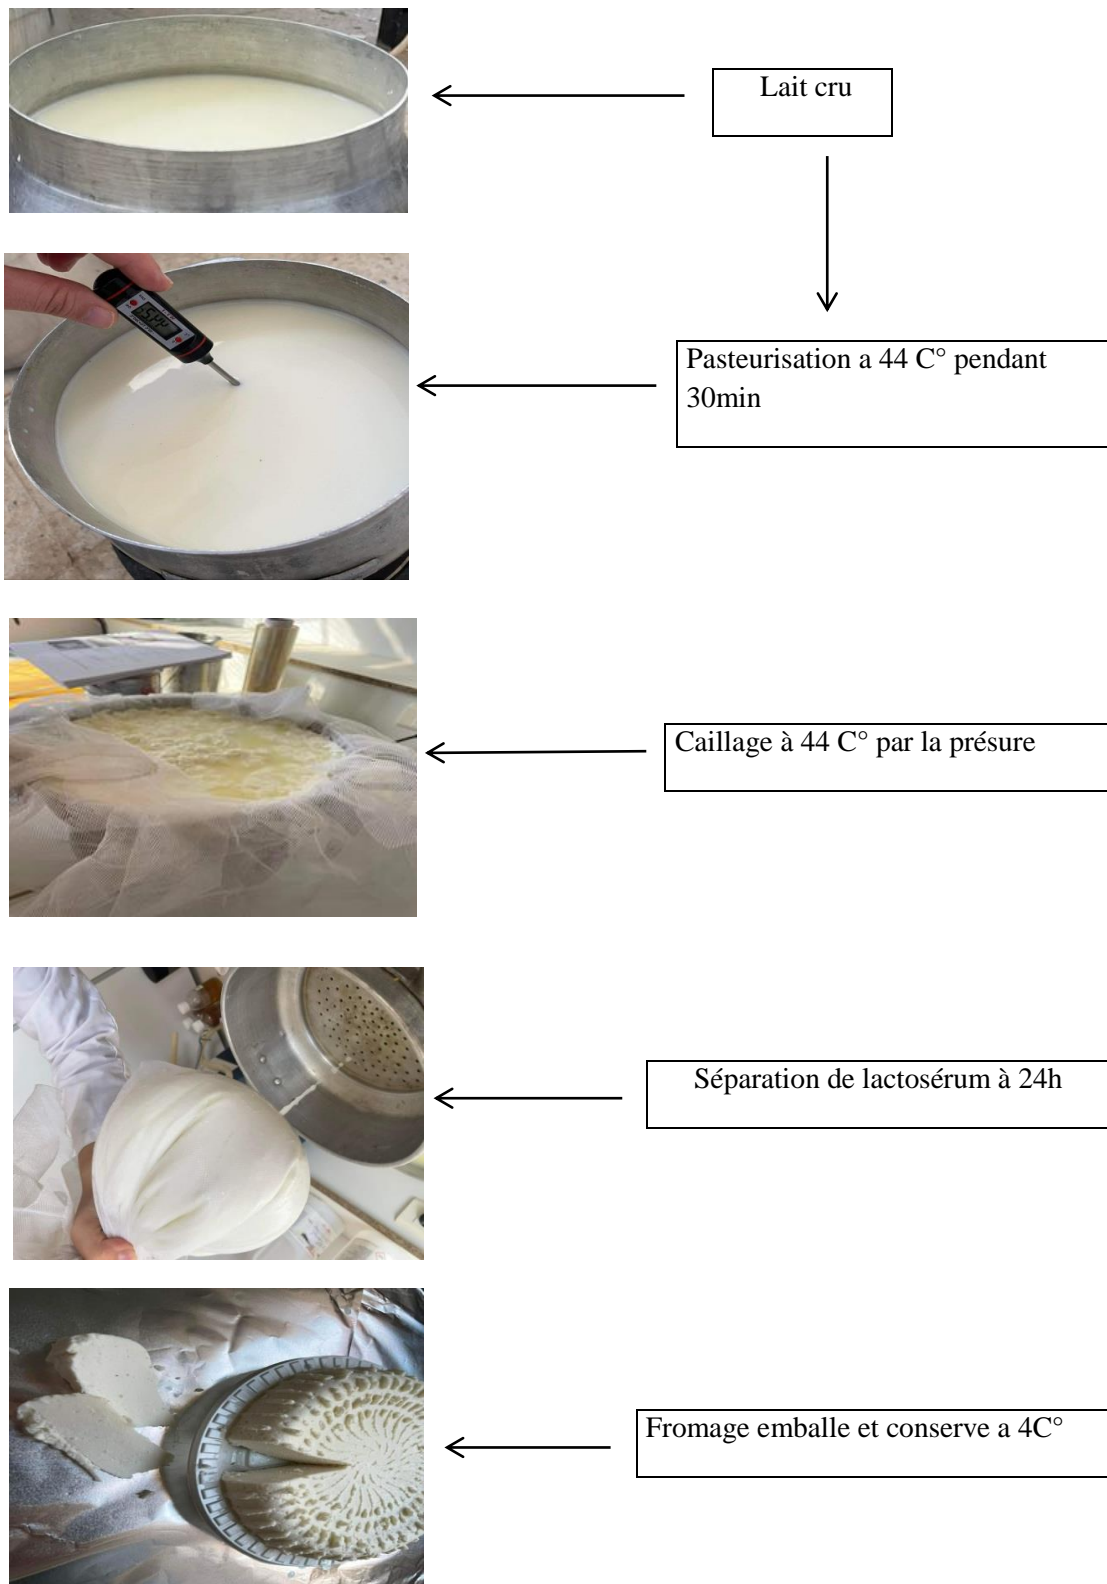 Lait cru
Pasteurisation a 44 C° pendant
30min
Caillage à 44 C° par la présure
Séparation de lactosérum à 24h
Fromage emballe et conserve a 4C°